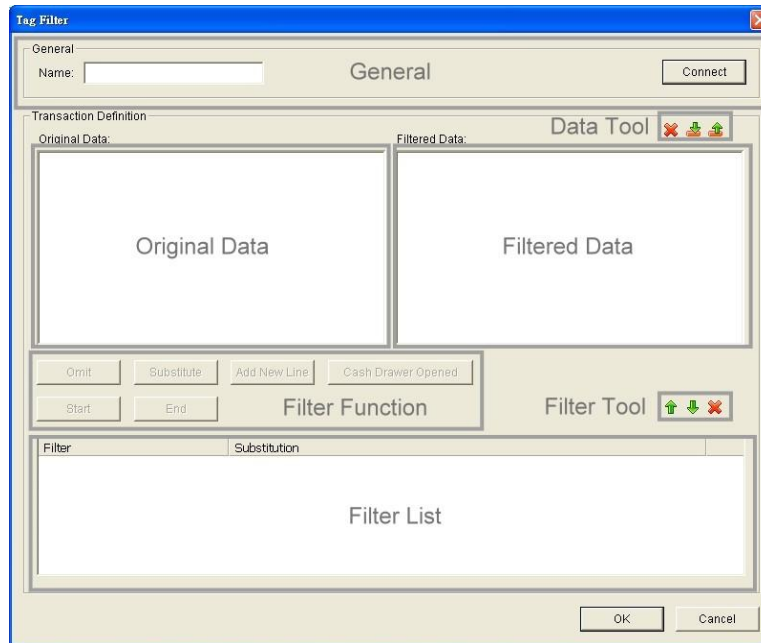 Tag Filter
General
Name:
General
Connect
Transaction Definition
Data Tool
Original Data:
Filtered Data:
Original Data
Filtered Data
Omit
Substitute
Add New Line
Cash Drawer Opened
Start
End
Filter Function
Filter Tool
Filter
Substitution
Filter List
OK
Cancel